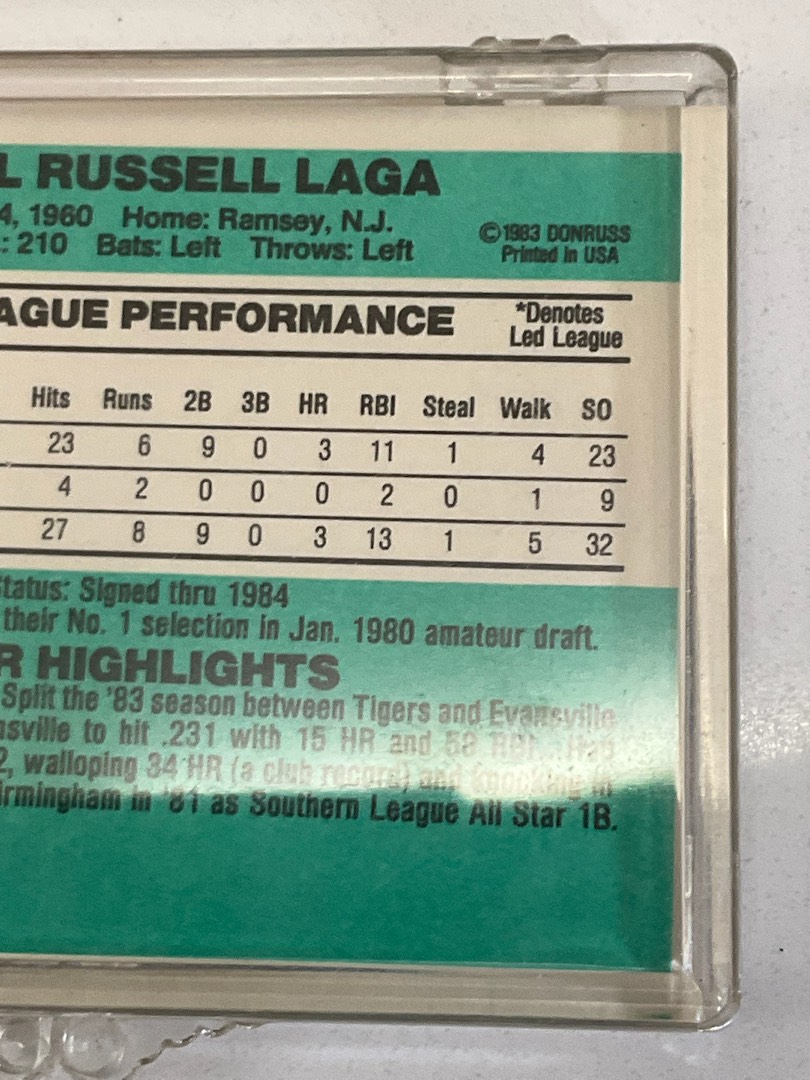 L RUSSELL LAGA
4, 1960 Home: Ramsey, N.J.
: 210 Bats: Left Throws: Left
©1983 DONRUSS
Printed in USA
AGUE PERFORMANCE
*Denotes
Led League
Hits Runs 2B 3B HR RBI Steal Walk SO
23 6 9 0 3 11 1 4 23
4 2 0 0 0 2 0 1 9
27 8 9 0 3 13 1 5 32
tatus: Signed thru 1984
their No. 1 selection in Jan. 1980 amateur draft.
R HIGHLIGHTS
Split the '83 season between Tigers and Evansville
nsville to hit .231 with 15 HR and
2, walloping 34 HR (a club record) and knocking in
irmingham in '81 as Southern League All Star 1B.